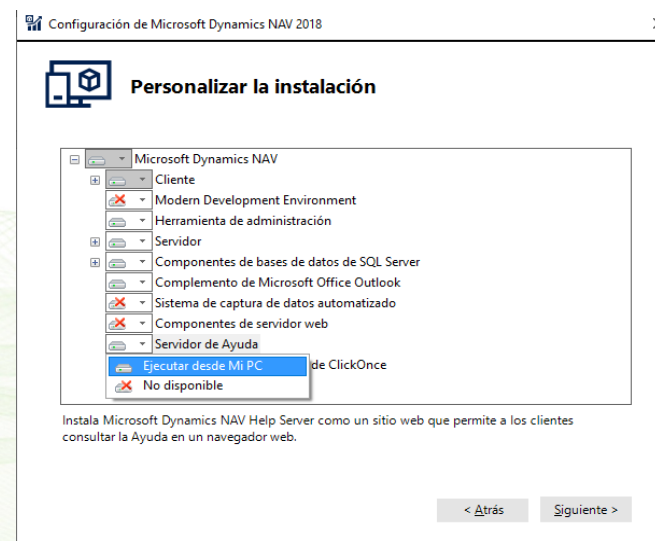 Configuración de Microsoft Dynamics NAV 2018
Personalizar la instalación
Microsoft Dynamics NAV
Cliente
Modern Development Environment
Herramienta de administración
Servidor
Componentes de bases de datos de SQL Server
Complemento de Microsoft Office Outlook
Sistema de captura de datos automatizado
Componentes de servidor web
Servidor de Ayuda
Ejecutar desde Mi PC
de ClickOnce
No disponible
Instala Microsoft Dynamics NAV Help Server como un sitio web que permite a los clientes
consultar la Ayuda en un navegador web.
< Atrás
Siguiente >